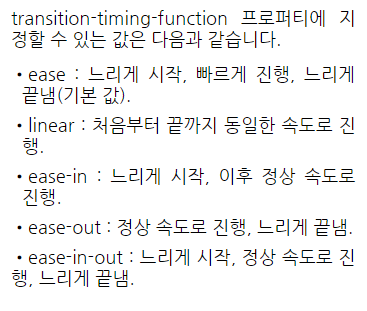 transition-timing-function 프로퍼티에 지
정할 수 있는 값은 다음과 같습니다.
• ease : 느리게 시작, 빠르게 진행, 느리게
끝냄(기본 값).
• linear : 처음부터 끝까지 동일한 속도로 진
행.
• ease-in : 느리게 시작, 이후 정상 속도로
진행.
• ease-out : 정상 속도로 진행, 느리게 끝냄.
• ease-in-out : 느리게 시작, 정상 속도로 진
행, 느리게 끝냄.